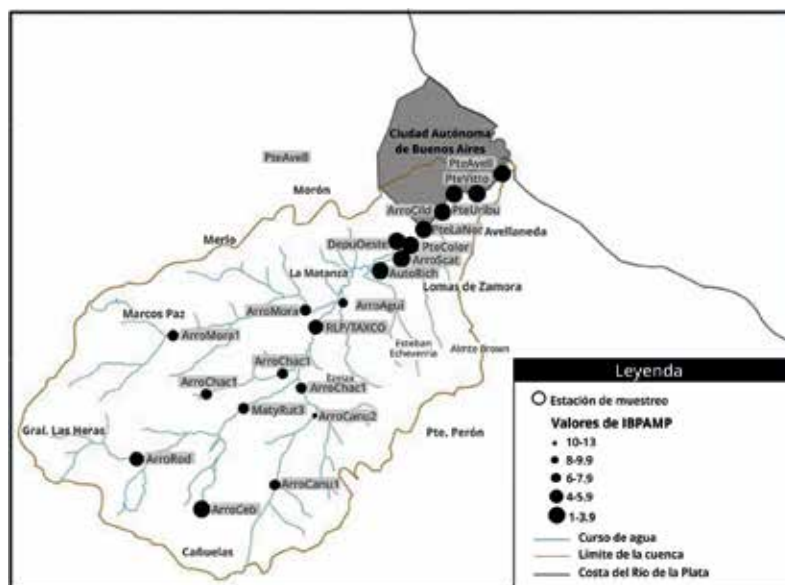 Ciudad Autónoma
de Buenos Aires
PteAvell
PteAvell
PteVitto
Morón
ArroCild
PteUribu
PteLaNor
Avellaneda
Merlo
DepuOeste
PteColor
ArroScat
La Matanza
AutoRich
Lomas de Zamora
ArroAgui
Marcos Paz
ArroMora
RLP/TAXCO
ArroMora1
Esteban
Echeverría
Almte Brown
ArroChac1
Ezeiza
ArroChac1
ArroChac1
MatyRut3
ArroCanu2
Gral. Las Heras
Pte. Perón
ArroRod
ArroCanu1
ArroCeb
Cañuelas
Leyenda
Estación de muestreo
Valores de IBPAMP
10-13
8-9.9
6-7.9
4-5.9
1-3.9
Curso de agua
Límite de la cuenca
Costa del Río de la Plata